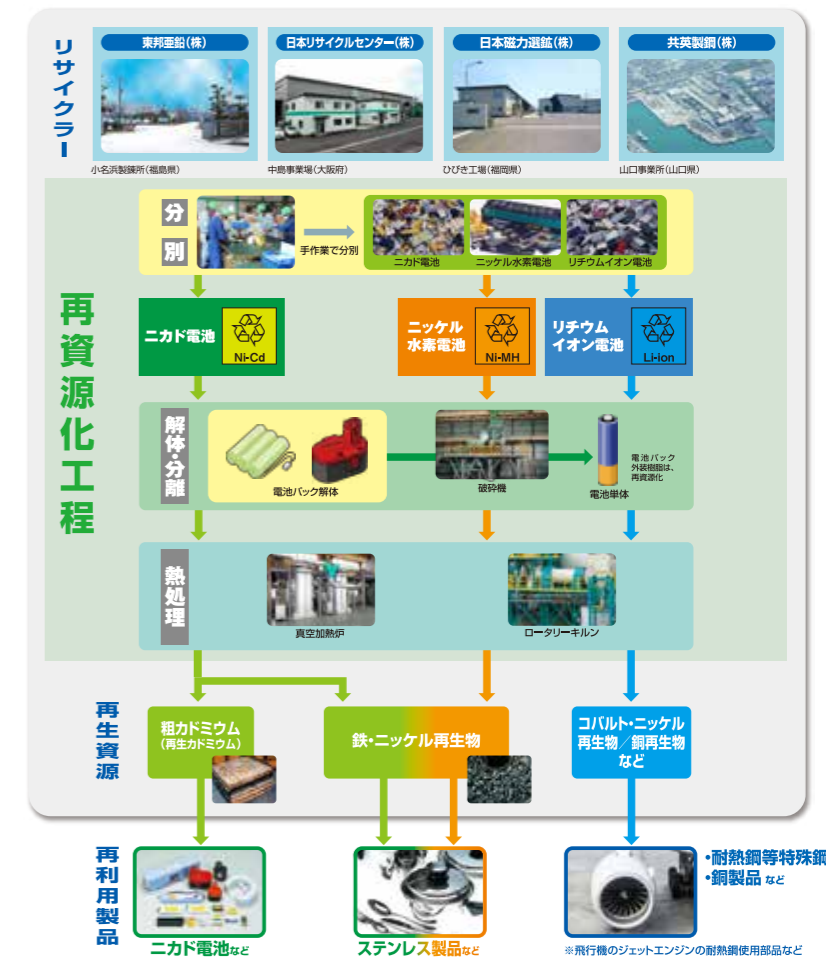 リサイクラー
東邦亜鉛(株)
日本リサイクルセンター(株)
日本磁力選鉱(株)
共英製鋼(株)
小名浜製錬所(福島県)
中島事業場(大阪府)
ひびき工場(福岡県)
山口事業所(山口県)
再資源化工程
分別
手作業で分別
ニカド電池
ニッケル水素電池
リチウムイオン電池
ニカド電池
Ni-Cd
ニッケル
水素電池
Ni-MH
リチウム
イオン電池
Li-ion
解体・分離
電池パック解体
破砕機
電池単体
電池パック
外装樹脂は、
再資源化
熱処理
真空加熱炉
ロータリーキルン
再生資源
粗カドミウム
(再生カドミウム)
鉄・ニッケル再生物
コバルト・ニッケル
再生物／銅再生物
など
再利用製品
ニカド電池など
ステンレス製品など
・耐熱鋼等特殊鋼
・銅製品 など
※飛行機のジェットエンジンの耐熱鋼使用部品など